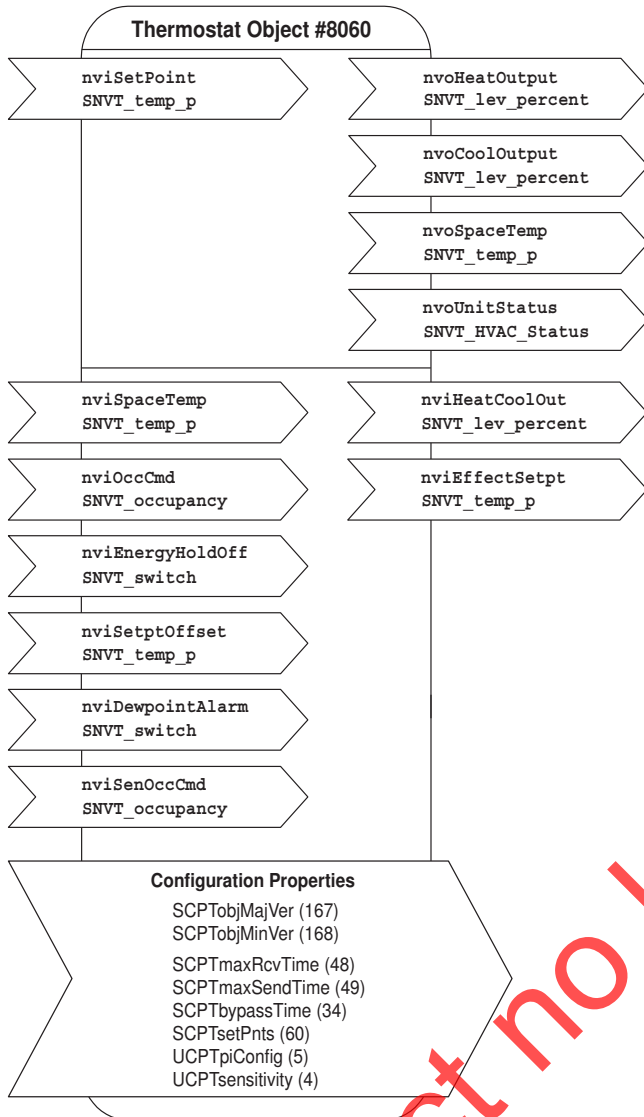 Thermostat Object #8060
nviSetPoint
SNVT_temp_p
nvoHeatOutput
SNVT_lev_percent
nvoCoolOutput
SNVT_lev_percent
nvoSpaceTemp
SNVT_temp_p
nvoUnitStatus
SNVT_HVAC_Status
nviSpaceTemp
SNVT_temp_p
nviHeatCoolOut
SNVT_lev_percent
nviOccCmd
SNVT_occupancy
nviEffectSetpt
SNVT_temp_p
nviEnergyHoldOff
SNVT_switch
nviSetptOffset
SNVT_temp_p
nviDewpointAlarm
SNVT_switch
nviSenOccCmd
SNVT_occupancy
Configuration Properties
SCPTobjMajVer (167)
SCPTobjMinVer (168)
SCPTmaxRcvTime (48)
SCPTmaxSendTime (49)
SCPTbypassTime (34)
SCPTsetPnts (60)
UCPTpiConfig (5)
UCPTsensitivity (4)
no